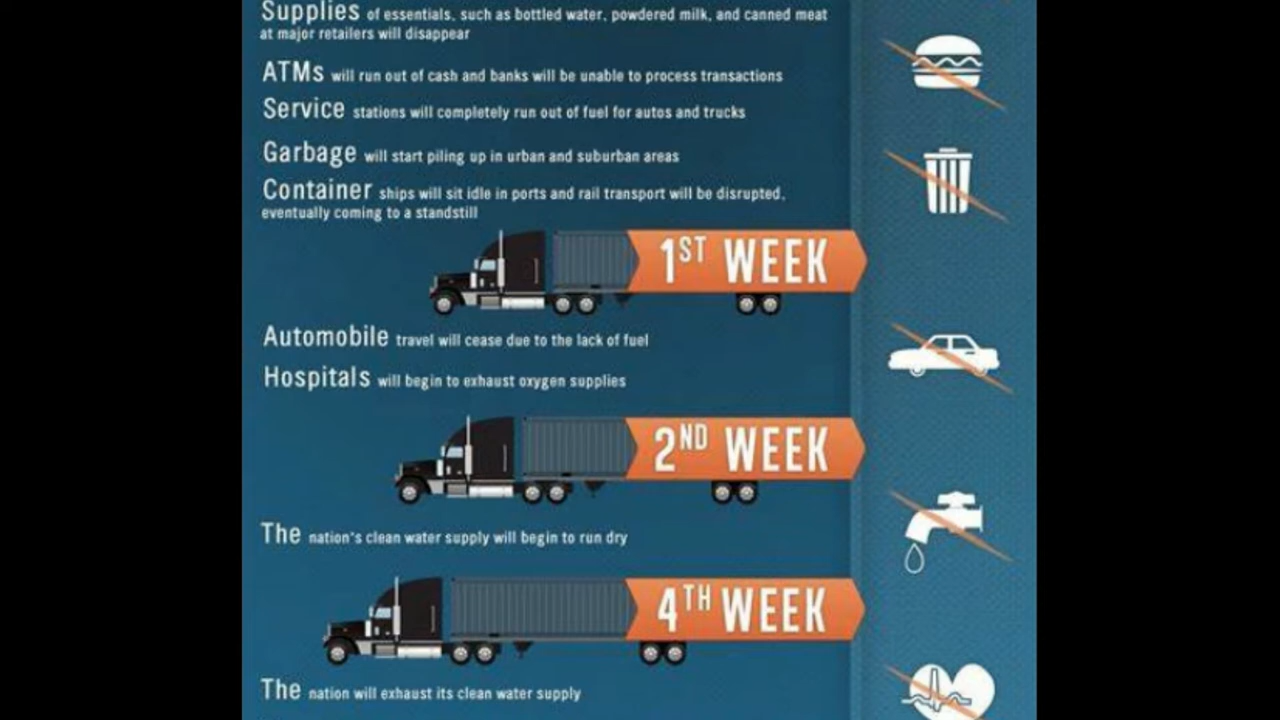 Supplies of essentials, such as bottled water, powdered milk, and canned meat
at major retailers will disappear
ATMs will run out of cash and banks will be unable to process transactions
Service stations will completely run out of fuel for autos and trucks
Garbage will start piling up in urban and suburban areas
Container ships will sit idle in ports and rail transport will be disrupted,
eventually coming to a standstill
1ST WEEK
Automobile travel will cease due to the lack of fuel
Hospitals will begin to exhaust oxygen supplies
2ND WEEK
The nation's clean water supply will begin to run dry
4TH WEEK
The nation will exhaust its clean water supply